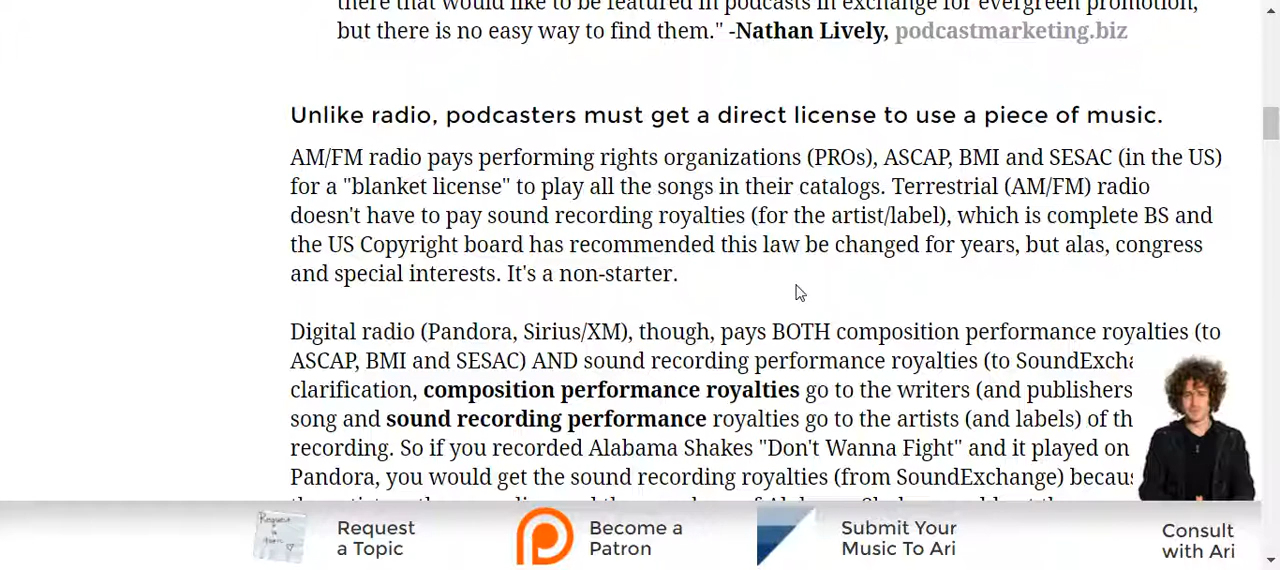 there that would like to be featured in podcasts in exchange for evergreen promotion,
but there is no easy way to find them." -Nathan Lively, podcastmarketing.biz
Unlike radio, podcasters must get a direct license to use a piece of music.
AM/FM radio pays performing rights organizations (PROs), ASCAP, BMI and SESAC (in the US)
for a "blanket license" to play all the songs in their catalogs. Terrestrial (AM/FM) radio
doesn't have to pay sound recording royalties (for the artist/label), which is complete BS and
the US Copyright board has recommended this law be changed for years, but alas, congress
and special interests. It's a non-starter.
Digital radio (Pandora, Sirius/XM), though, pays BOTH composition performance royalties (to
ASCAP, BMI and SESAC) AND sound recording performance royalties (to SoundExcha
clarification, composition performance royalties go to the writers (and publishers
song and sound recording performance royalties go to the artists (and labels) of th
recording. So if you recorded Alabama Shakes "Don't Wanna Fight" and it played on
Pandora, you would get the sound recording royalties (from SoundExchange) becaus
Request a Topic
Become a Patron
Submit Your Music To Ari
Consult with Ari